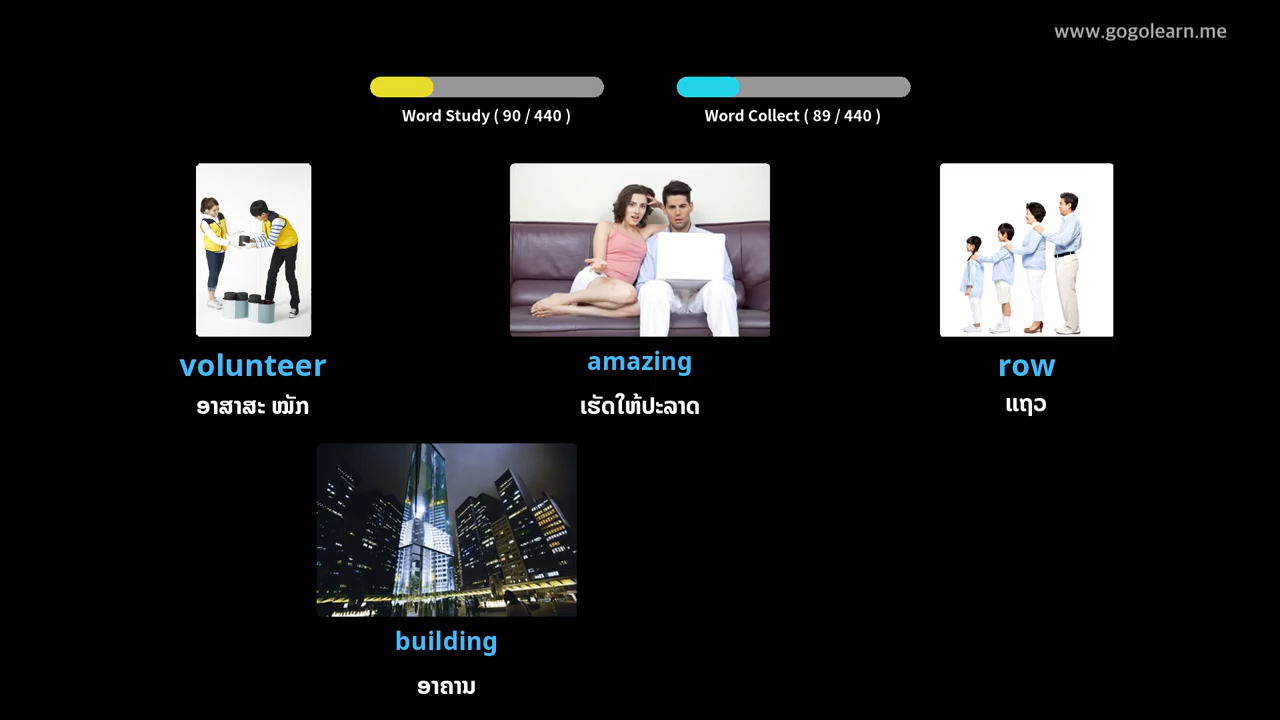 www.gogolearn.me
Word Study ( 90 / 440 )
Word Collect ( 89 / 440 )
volunteer
ອາສາສະ ໝັກ
amazing
ເຮັດໃຫ້ປະລາດ
row
ແຖວ
building
ອາຄານ